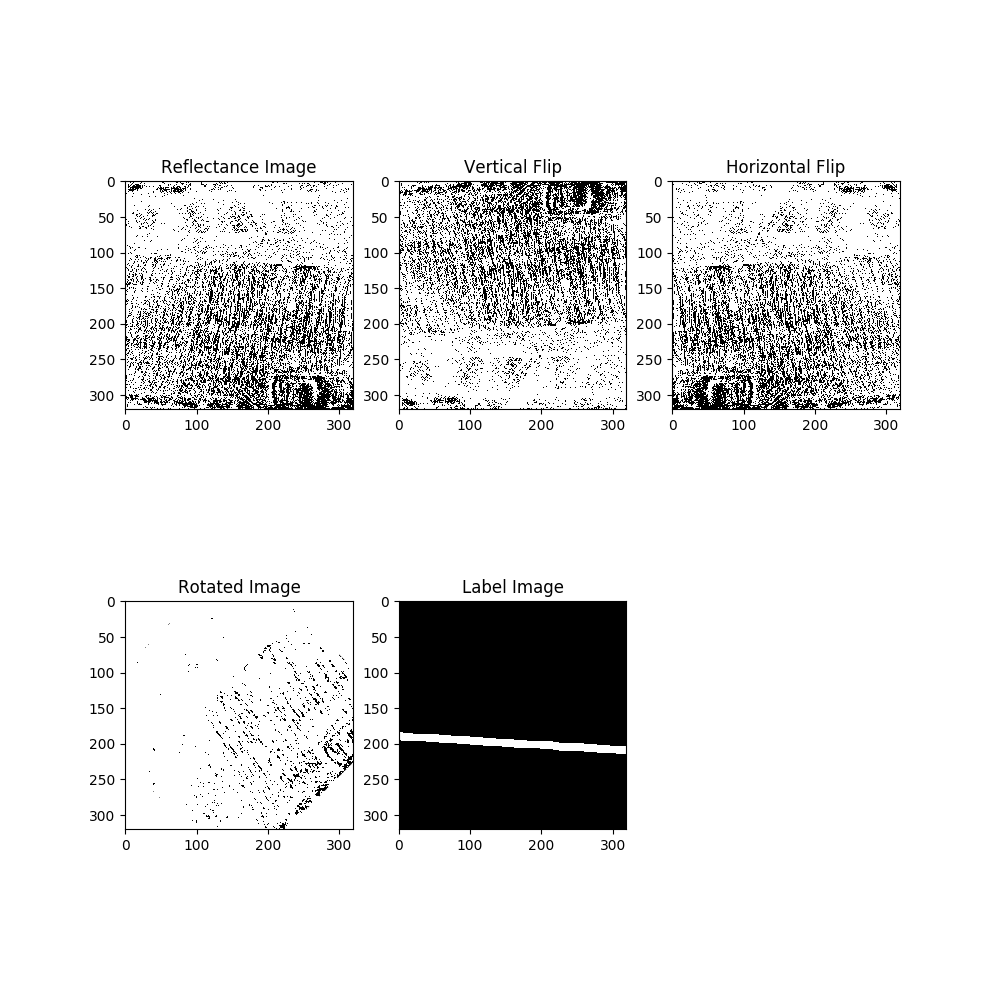 Reflectance Image Vertical Flip Horizontal Flip
0 0 0
50 50 50
100 100 100
150 150 150
200 200 200
250 250 250
300 300 300
0 100 200 300 0 100 200 300 0 100 200 300
Rotated Image Label Image
0 0
50 50
100 100
150 150
200 200
250 250
300 300
0 100 200 300 0 100 200 300